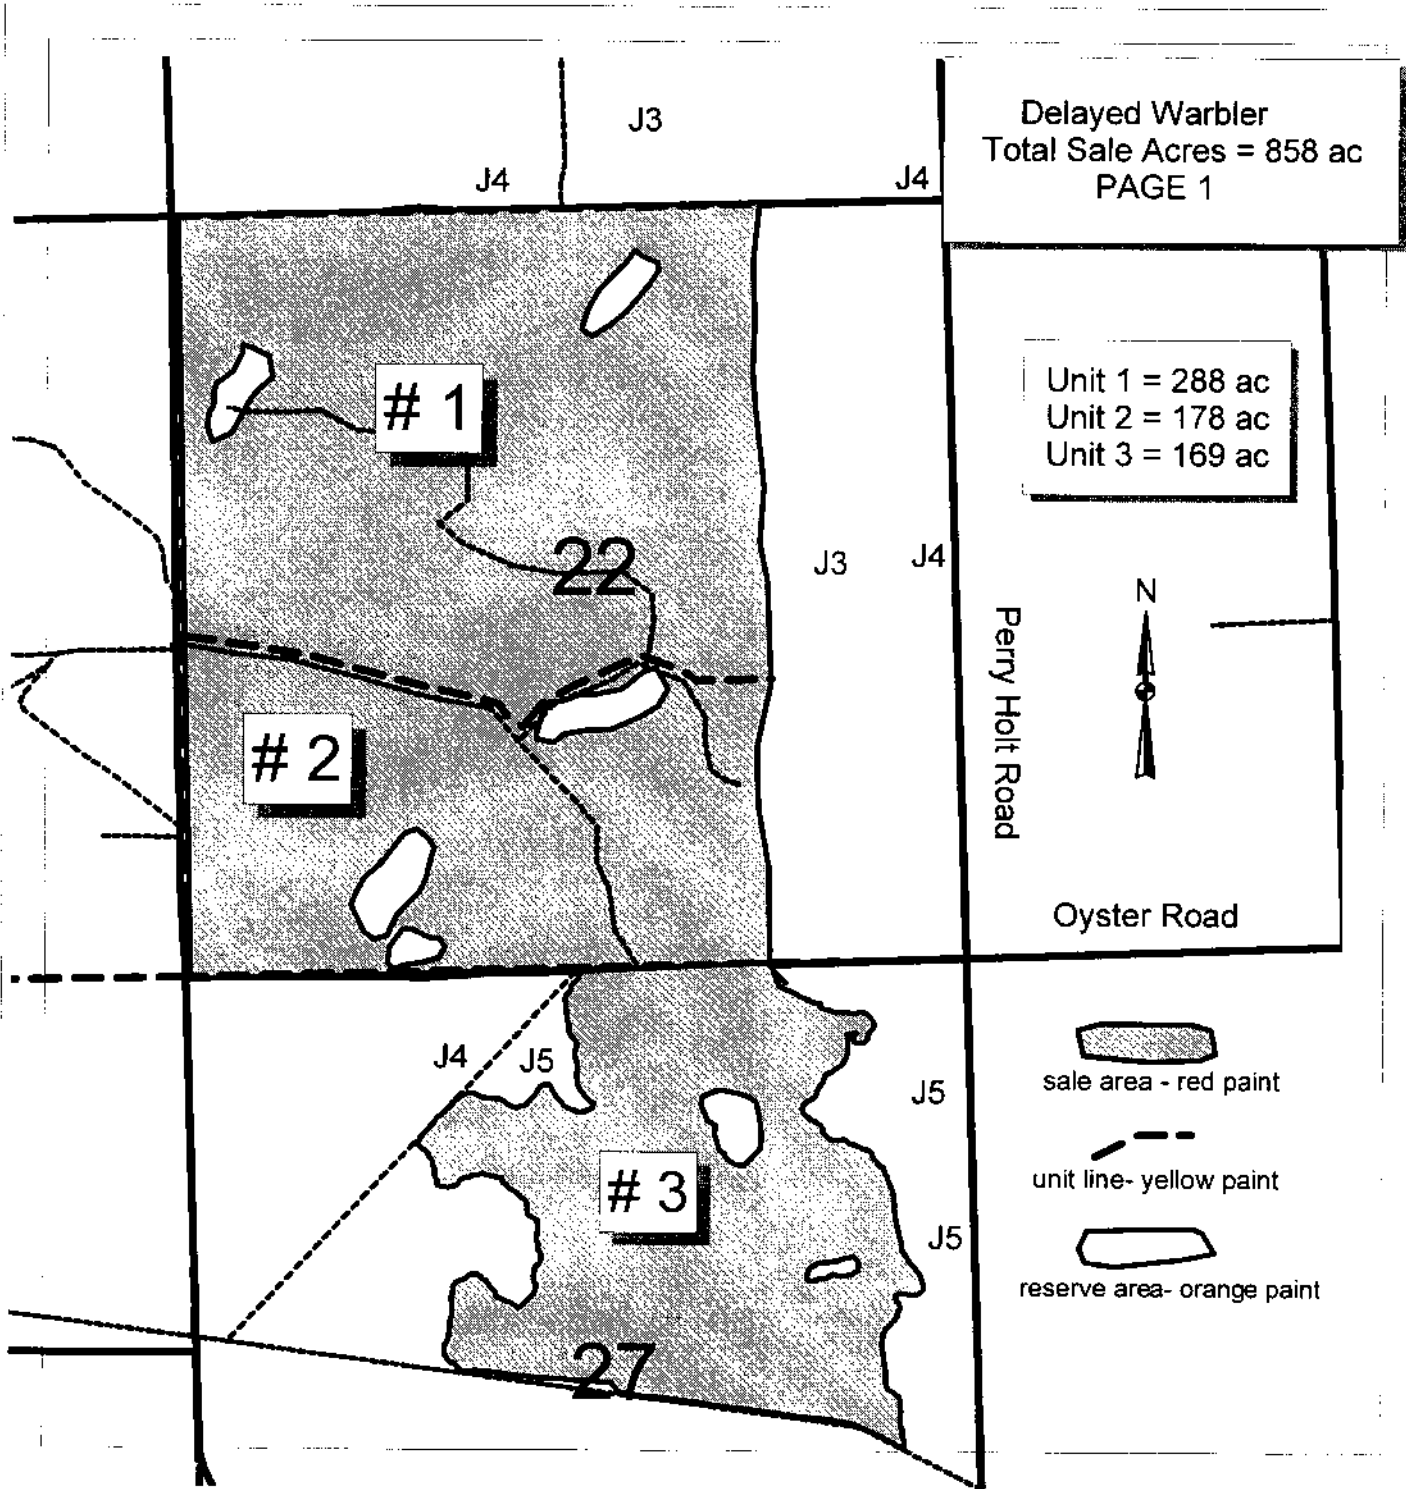 Delayed Warbler
Total Sale Acres = 858 ac
PAGE 1
J3
J4
J4
Unit 1 = 288 ac
Unit 2 = 178 ac
Unit 3 = 169 ac
# 1
22
J3
J4
N
Perry Holt Road
# 2
Oyster Road
J4
J5
J5
sale area - red paint
# 3
unit line- yellow paint
J5
reserve area- orange paint
27